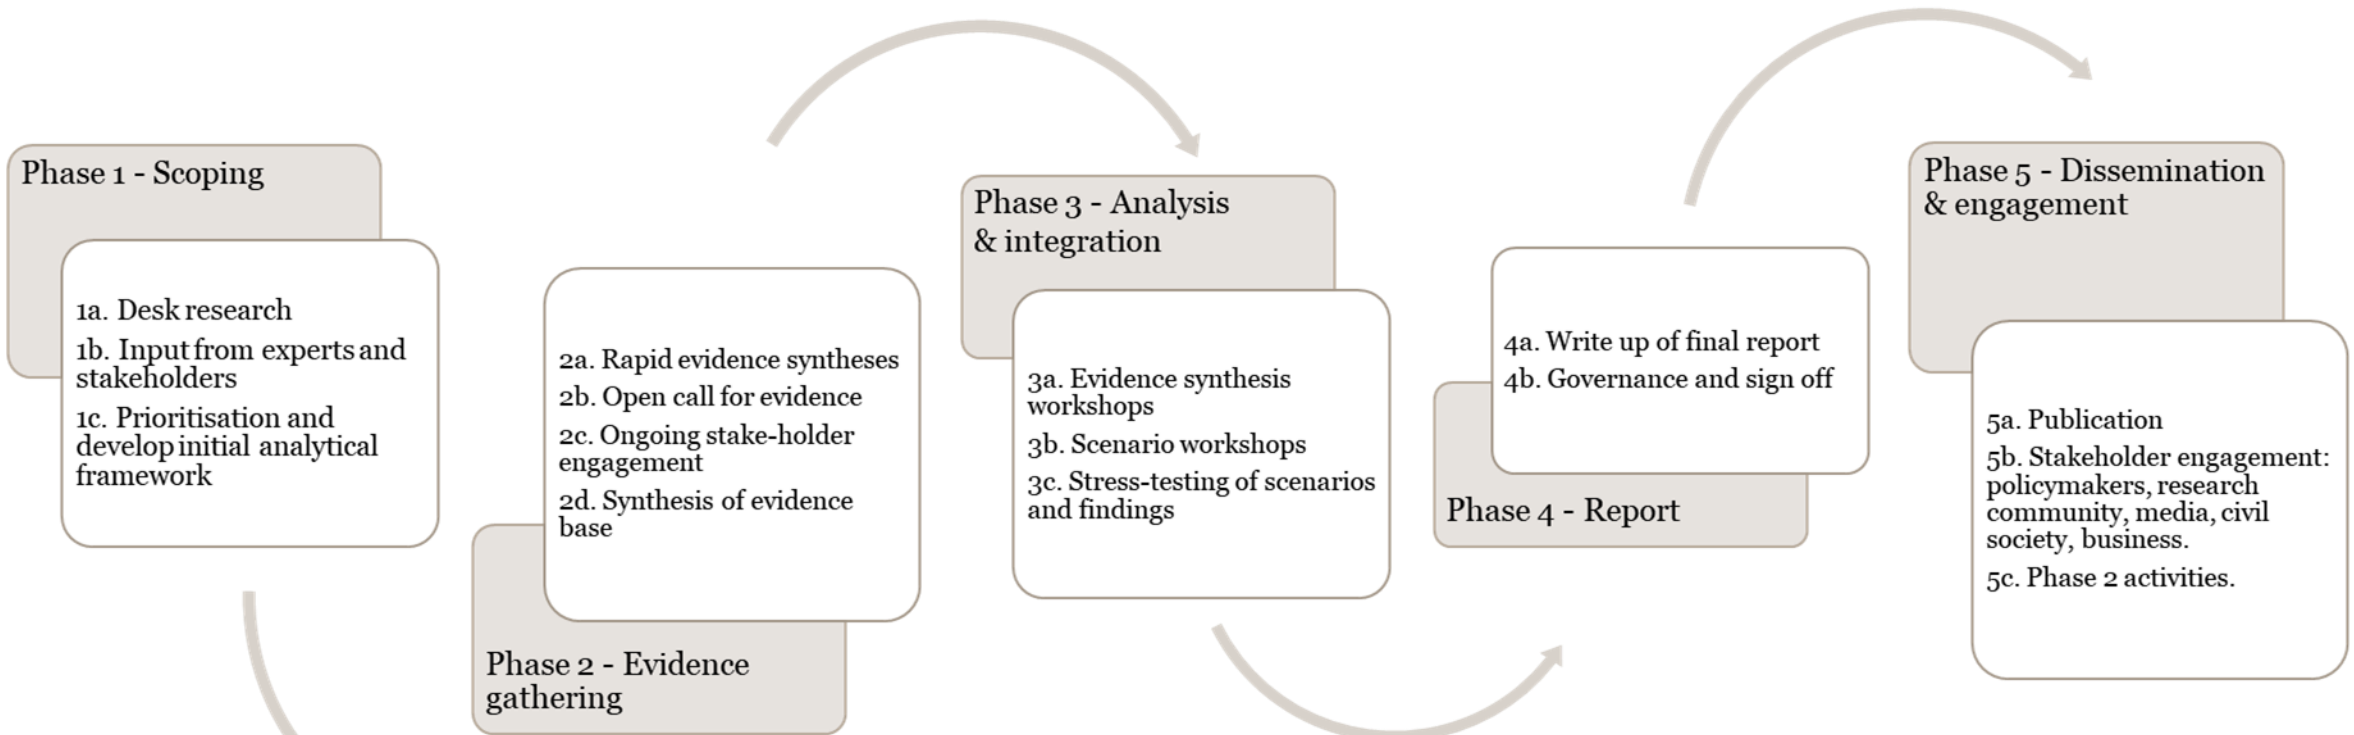 Phase 1 - Scoping
1a. Desk research
1b. Input from experts and
stakeholders
1c. Prioritisation and
develop initial analytical
framework
2a. Rapid evidence syntheses
2b. Open call for evidence
2c. Ongoing stake-holder
engagement
2d. Synthesis of evidence
base
Phase 2 - Evidence
gathering
Phase 3 - Analysis
& integration
3a. Evidence synthesis
workshops
3b. Scenario workshops
3c. Stress-testing of scenarios
and findings
4a. Write up of final report
4b. Governance and sign off
Phase 4 - Report
Phase 5 - Dissemination
& engagement
5a. Publication
5b. Stakeholder engagement:
policymakers, research
community, media, civil
society, business.
5c. Phase 2 activities.